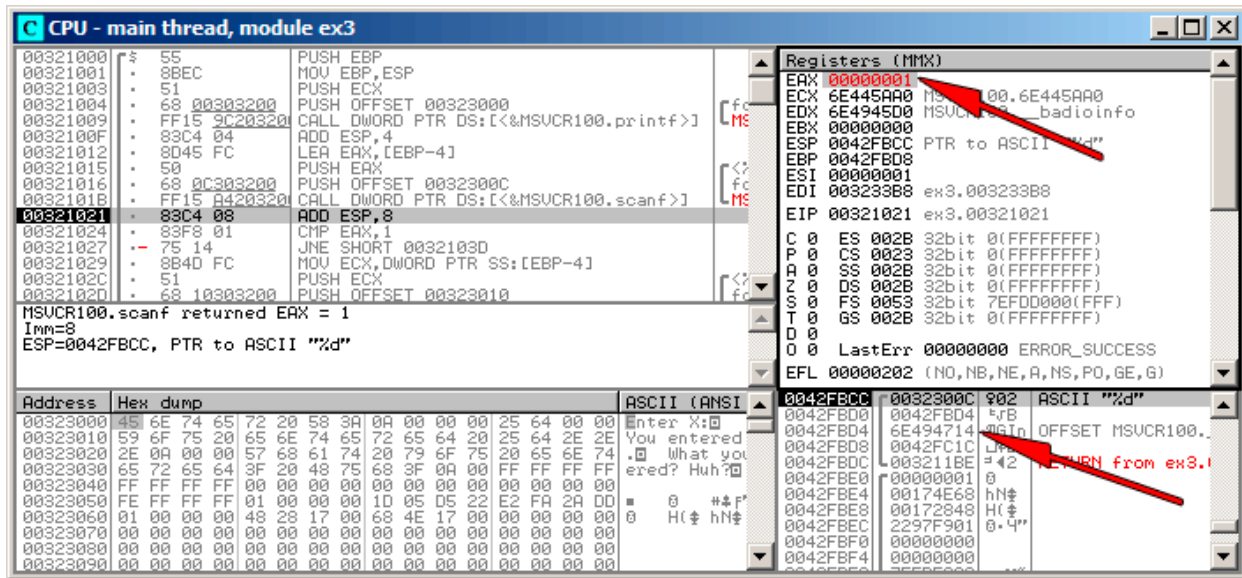 CPU - main thread, module ex3
00321000 $ 55 PUSH EBP
00321001 . 8BEC MOV EBP,ESP
00321003 . 51 PUSH ECX
00321004 . 68 00303200 PUSH OFFSET 00323000
00321009 . FF15 9C203200 CALL DWORD PTR DS:[<&MSVCR100.printf>]
0032100F . 83C4 04 ADD ESP,4
00321012 . 8D45 FC LEA EAX,[EBP-4]
00321015 . 50 PUSH EAX
00321016 . 68 0C303200 PUSH OFFSET 0032300C
0032101B . FF15 A4203200 CALL DWORD PTR DS:[<&MSVCR100.scanf>]
00321021 . 83C4 08 ADD ESP,8
00321024 . 83F8 01 CMP EAX,1
00321027 .- 75 14 JNE SHORT 0032103D
00321029 . 8B4D FC MOV ECX,DWORD PTR SS:[EBP-4]
0032102C . 51 PUSH ECX
0032102D . 68 10303200 PUSH OFFSET 00323010
MSVCR100.scanf returned EAX = 1
Imm=8
ESP=0042FBCC, PTR to ASCII "%d"
Registers (MMX)
EAX 00000001
ECX 6E445AA0
EDX 6E4945D0 badioinfo
EBX 00000000
ESP 0042FBCC PTR to ASCII
EBP 0042FBD8
ESI 00000001
EDI 003233B8 ex3.003233B8
EIP 00321021 ex3.00321021
C 0 ES 002B 32bit 0(FFFFFFFF)
P 0 CS 0023 32bit 0(FFFFFFFF)
A 0 SS 002B 32bit 0(FFFFFFFF)
Z 0 DS 002B 32bit 0(FFFFFFFF)
S 0 FS 0053 32bit 7EFDD000(FFF)
T 0 GS 002B 32bit 0(FFFFFFFF)
D 0
O 0 LastErr 00000000 ERROR_SUCCESS
EFL 00000202 (NO,NB,NE,A,NS,PO,GE,G)
Address Hex dump ASCII (ANSI
00323000 45 6E 74 65 72 20 58 3A 0A 00 00 00 25 64 00 00 Enter X:
00323010 59 6F 75 20 65 6E 74 65 72 65 64 20 25 64 2E 2E You entered
00323020 2E 0A 00 00 57 68 61 74 20 79 6F 75 20 65 6E 74 . What you
00323030 65 72 65 64 3F 20 48 75 68 3F 0A 00 FF FF FF FF ered? Huh?
00323040 FF FF FF FF 00 00 00 00 00 00 00 00 00 00 00 00
00323050 FE FF FF FF 01 00 00 00 1D 05 D5 22 E2 FA 2A DD
00323060 01 00 00 00 48 28 17 00 68 4E 17 00 00 00 00 00
00323070 00 00 00 00 00 00 00 00 00 00 00 00 00 00 00 00
00323080 00 00 00 00 00 00 00 00 00 00 00 00 00 00 00 00
00323090 00 00 00 00 00 00 00 00 00 00 00 00 00 00 00 00
0042FBCC 0032300C ASCII "%d"
0042FBD0 0042FBD4
0042FBD4 6E494714 OFFSET MSVCR100.
0042FBD8 0042FC1C
0042FBDC 003211BE RETURN from ex3.
0042FBE0 00000001
0042FBE4 00174E68
0042FBE8 00172848
0042FBEC 2297F901
0042FBF0 00000000
0042FBF4 00000000